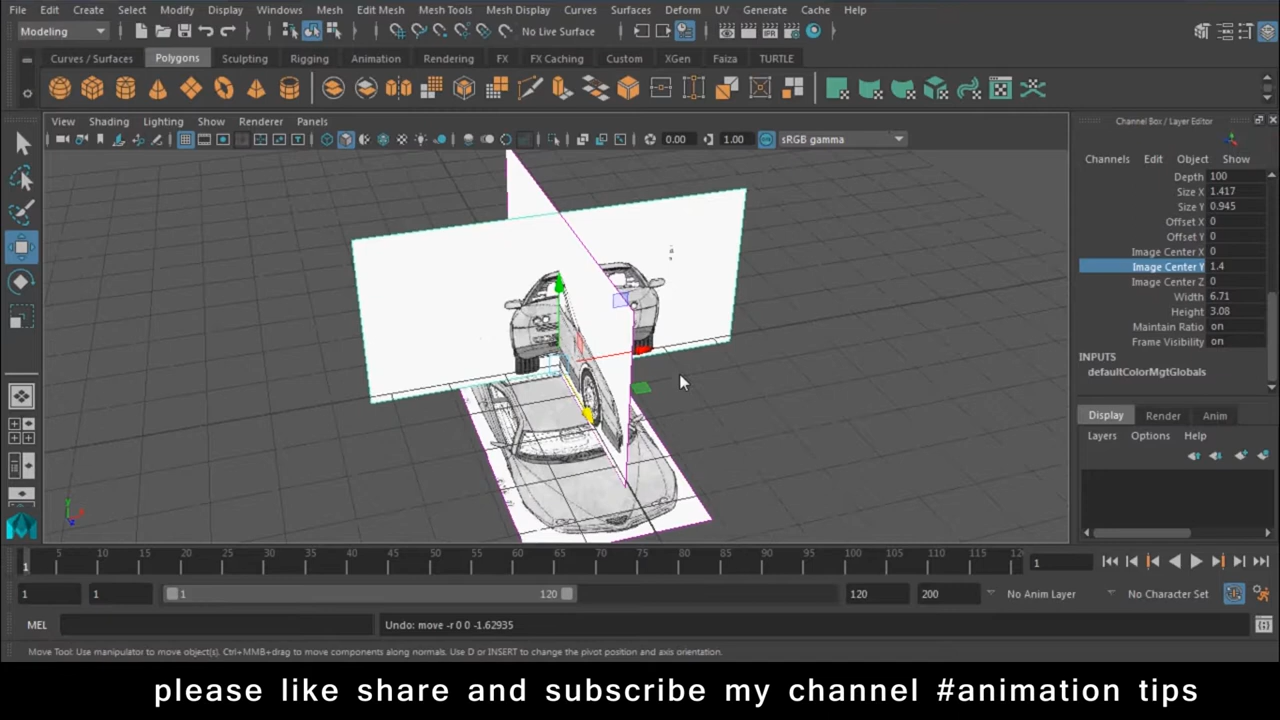 File Edit Create Select Modify Display Windows Mesh Edit Mesh Mesh Tools Mesh Display Curves Surfaces Deform UV Generate Cache Help
Modeling No Live Surface
Curves / Surfaces Polygons Sculpting Rigging Animation Rendering FX FX Caching Custom Faiza XGen TURTLE
View Shading Lighting Show Renderer Panels
0.00 1.00 sRGB gamma
Channel Box / Layer Editor
Channels Edit Object Show
Depth 100
Size X 1.417
Size Y 0.945
Offset X 0
Offset Y 0
Image Center X 0
Image Center Y 1.4
Image Center Z 0
Width 6.71
Height 3.08
Maintain Ratio on
Frame Visibility on
INPUTS
defaultColorMgtGlobals
Display Render Anim
Layers Options Help
5 10 15 20 25 30 35 40 45 50 55 60 65 70 75 80 85 90 95 100 105 110 115 12
1 1
1 1 1 120 120 200 No Anim Layer No Character Set
MEL Undo: move -r 0 0 -1.62935
Move Tool: Use manipulator to move object(s). Ctrl+MMB+drag to move components along normals. Use D or INSERT to change the pivot position and axis orientation.
please like share and subscribe my channel #animation tips